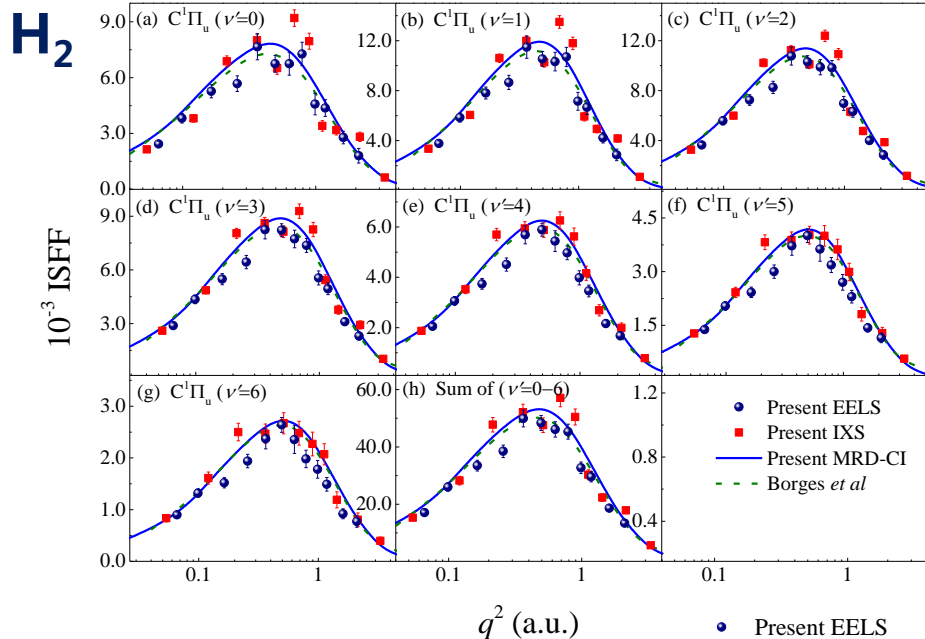 H₂
(a) C¹Πᵤ (ν′=0)
(b) C¹Πᵤ (ν′=1)
(c) C¹Πᵤ (ν′=2)
9.0
6.0
3.0
0.0
12.0
8.0
4.0
12.0
8.0
4.0
(d) C¹Πᵤ (ν′=3)
(e) C¹Πᵤ (ν′=4)
(f) C¹Πᵤ (ν′=5)
9.0
6.0
3.0
6.0
4.0
2.0
4.5
3.0
1.5
(g) C¹Πᵤ (ν′=6)
(h) Sum of (ν′=0−6)
3.0
2.0
1.0
0.0
60.0
40.0
20.0
1.2
0.8
0.4
Present EELS
Present IXS
Present MRD-CI
Borges et al
10⁻³ ISFF
0.1
1
0.1
1
0.1
1
q² (a.u.)
Present EELS